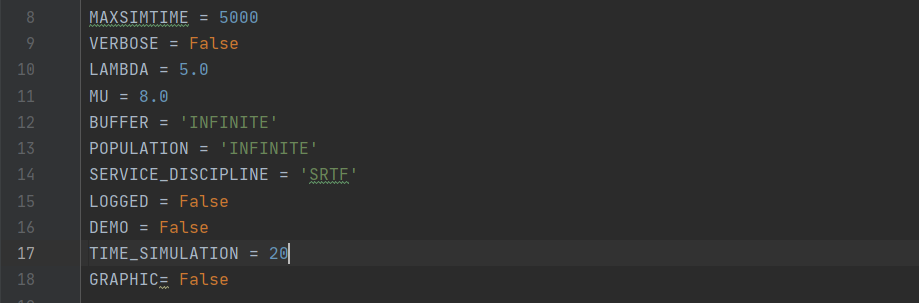 8 MAXSIMTIME = 5000
9 VERBOSE = False
10 LAMBDA = 5.0
11 MU = 8.0
12 BUFFER = 'INFINITE'
13 POPULATION = 'INFINITE'
14 SERVICE_DISCIPLINE = 'SRTF'
15 LOGGED = False
16 DEMO = False
17 TIME_SIMULATION = 20
18 GRAPHIC= False